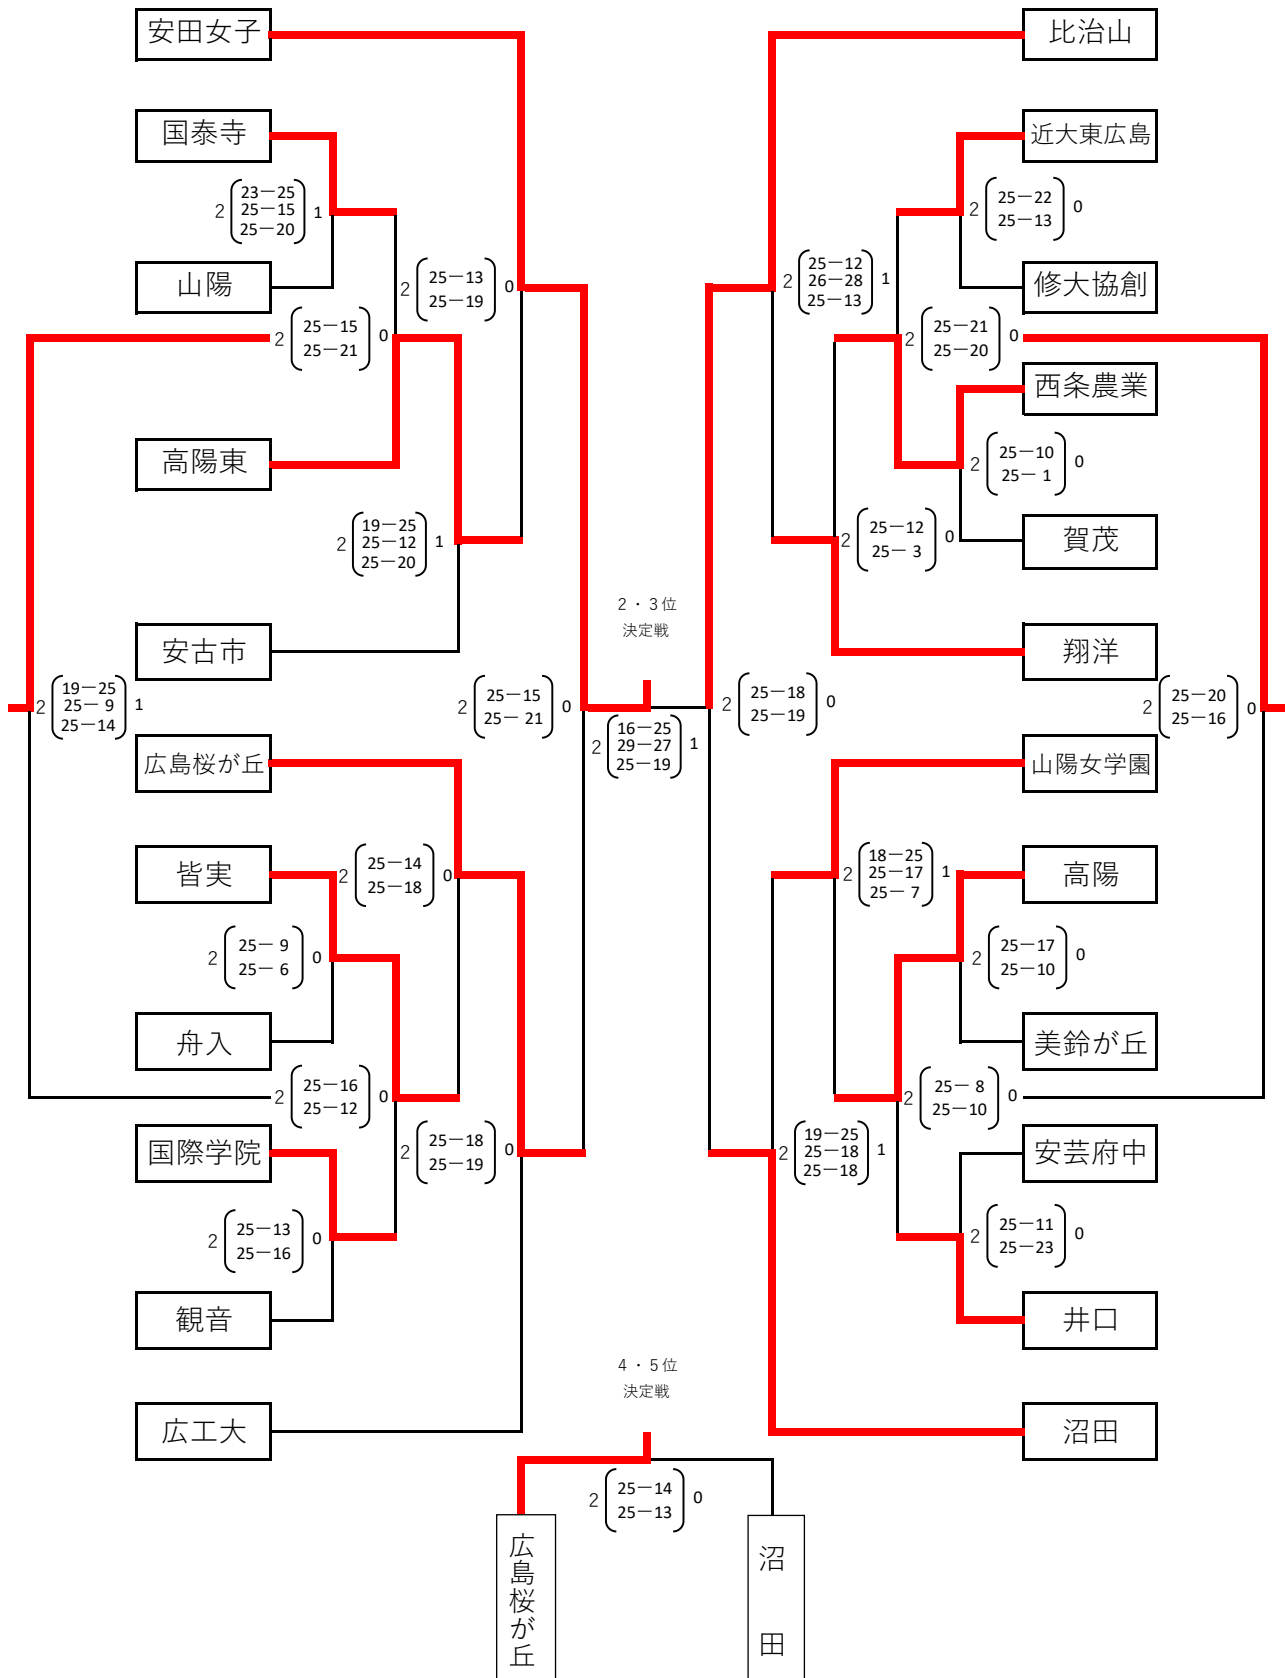 安田女子
比治山
国泰寺
近大東広島
2 23－25 1
25－15
25－20
2 25－22 0
25－13
山陽
修大協創
2 25－13 0
25－19
2 25－12 1
26－28
25－13
2 25－15 0
25－21
2 25－21 0
25－20
西条農業
高陽東
2 25－10 0
25－ 1
2 19－25 1
25－12
25－20
2 25－12 0
25－ 3
賀茂
2・3位
決定戦
安古市
翔洋
2 19－25 1
25－ 9
25－14
2 25－15 0
25－ 21
2 25－18 0
25－19
2 25－20 0
25－16
2 16－25 1
29－27
25－19
広島桜が丘
山陽女学園
皆実
2 25－14 0
25－18
2 18－25 1
25－17
25－ 7
高陽
2 25－ 9 0
25－ 6
2 25－17 0
25－10
舟入
美鈴が丘
2 25－16 0
25－12
2 25－ 8 0
25－10
国際学院
2 25－18 0
25－19
2 19－25 1
25－18
25－18
安芸府中
2 25－13 0
25－16
2 25－11 0
25－23
観音
井口
4・5位
決定戦
広工大
沼田
2 25－14 0
25－13
広島桜が丘
沼田